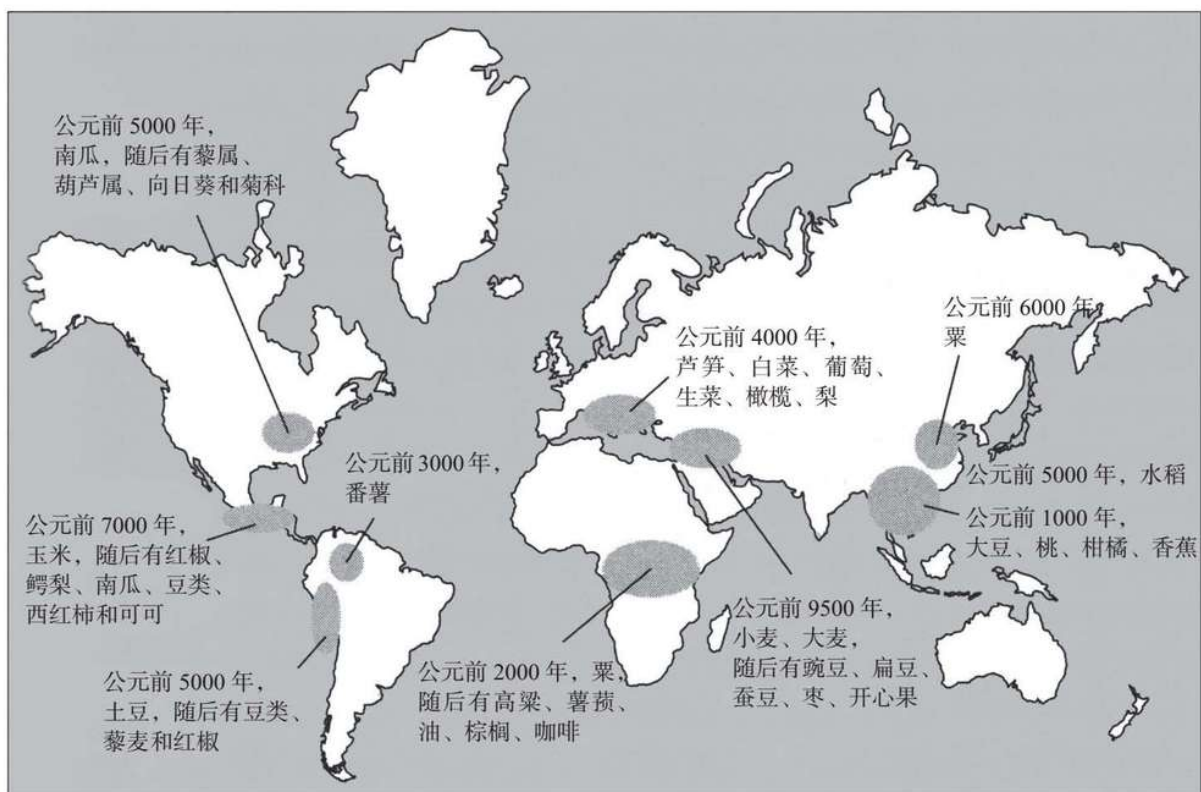 公元前 5000 年，
南瓜，随后有藜属、
葫芦属、向日葵和菊科
公元前 6000 年，
粟
公元前 4000 年，
芦笋、白菜、葡萄、
生菜、橄榄、梨
公元前 3000 年，
番薯
公元前 5000 年，水稻
公元前 7000 年，
玉米，随后有红椒、
鳄梨、南瓜、豆类、
西红柿和可可
公元前 1000 年，
大豆、桃、柑橘、香蕉
公元前 9500 年，
小麦、大麦，
随后有豌豆、扁豆、
蚕豆、枣、开心果
公元前 5000 年，
土豆，随后有豆类、
藜麦和红椒
公元前 2000 年，粟，
随后有高粱、薯蓣、
油、棕榈、咖啡